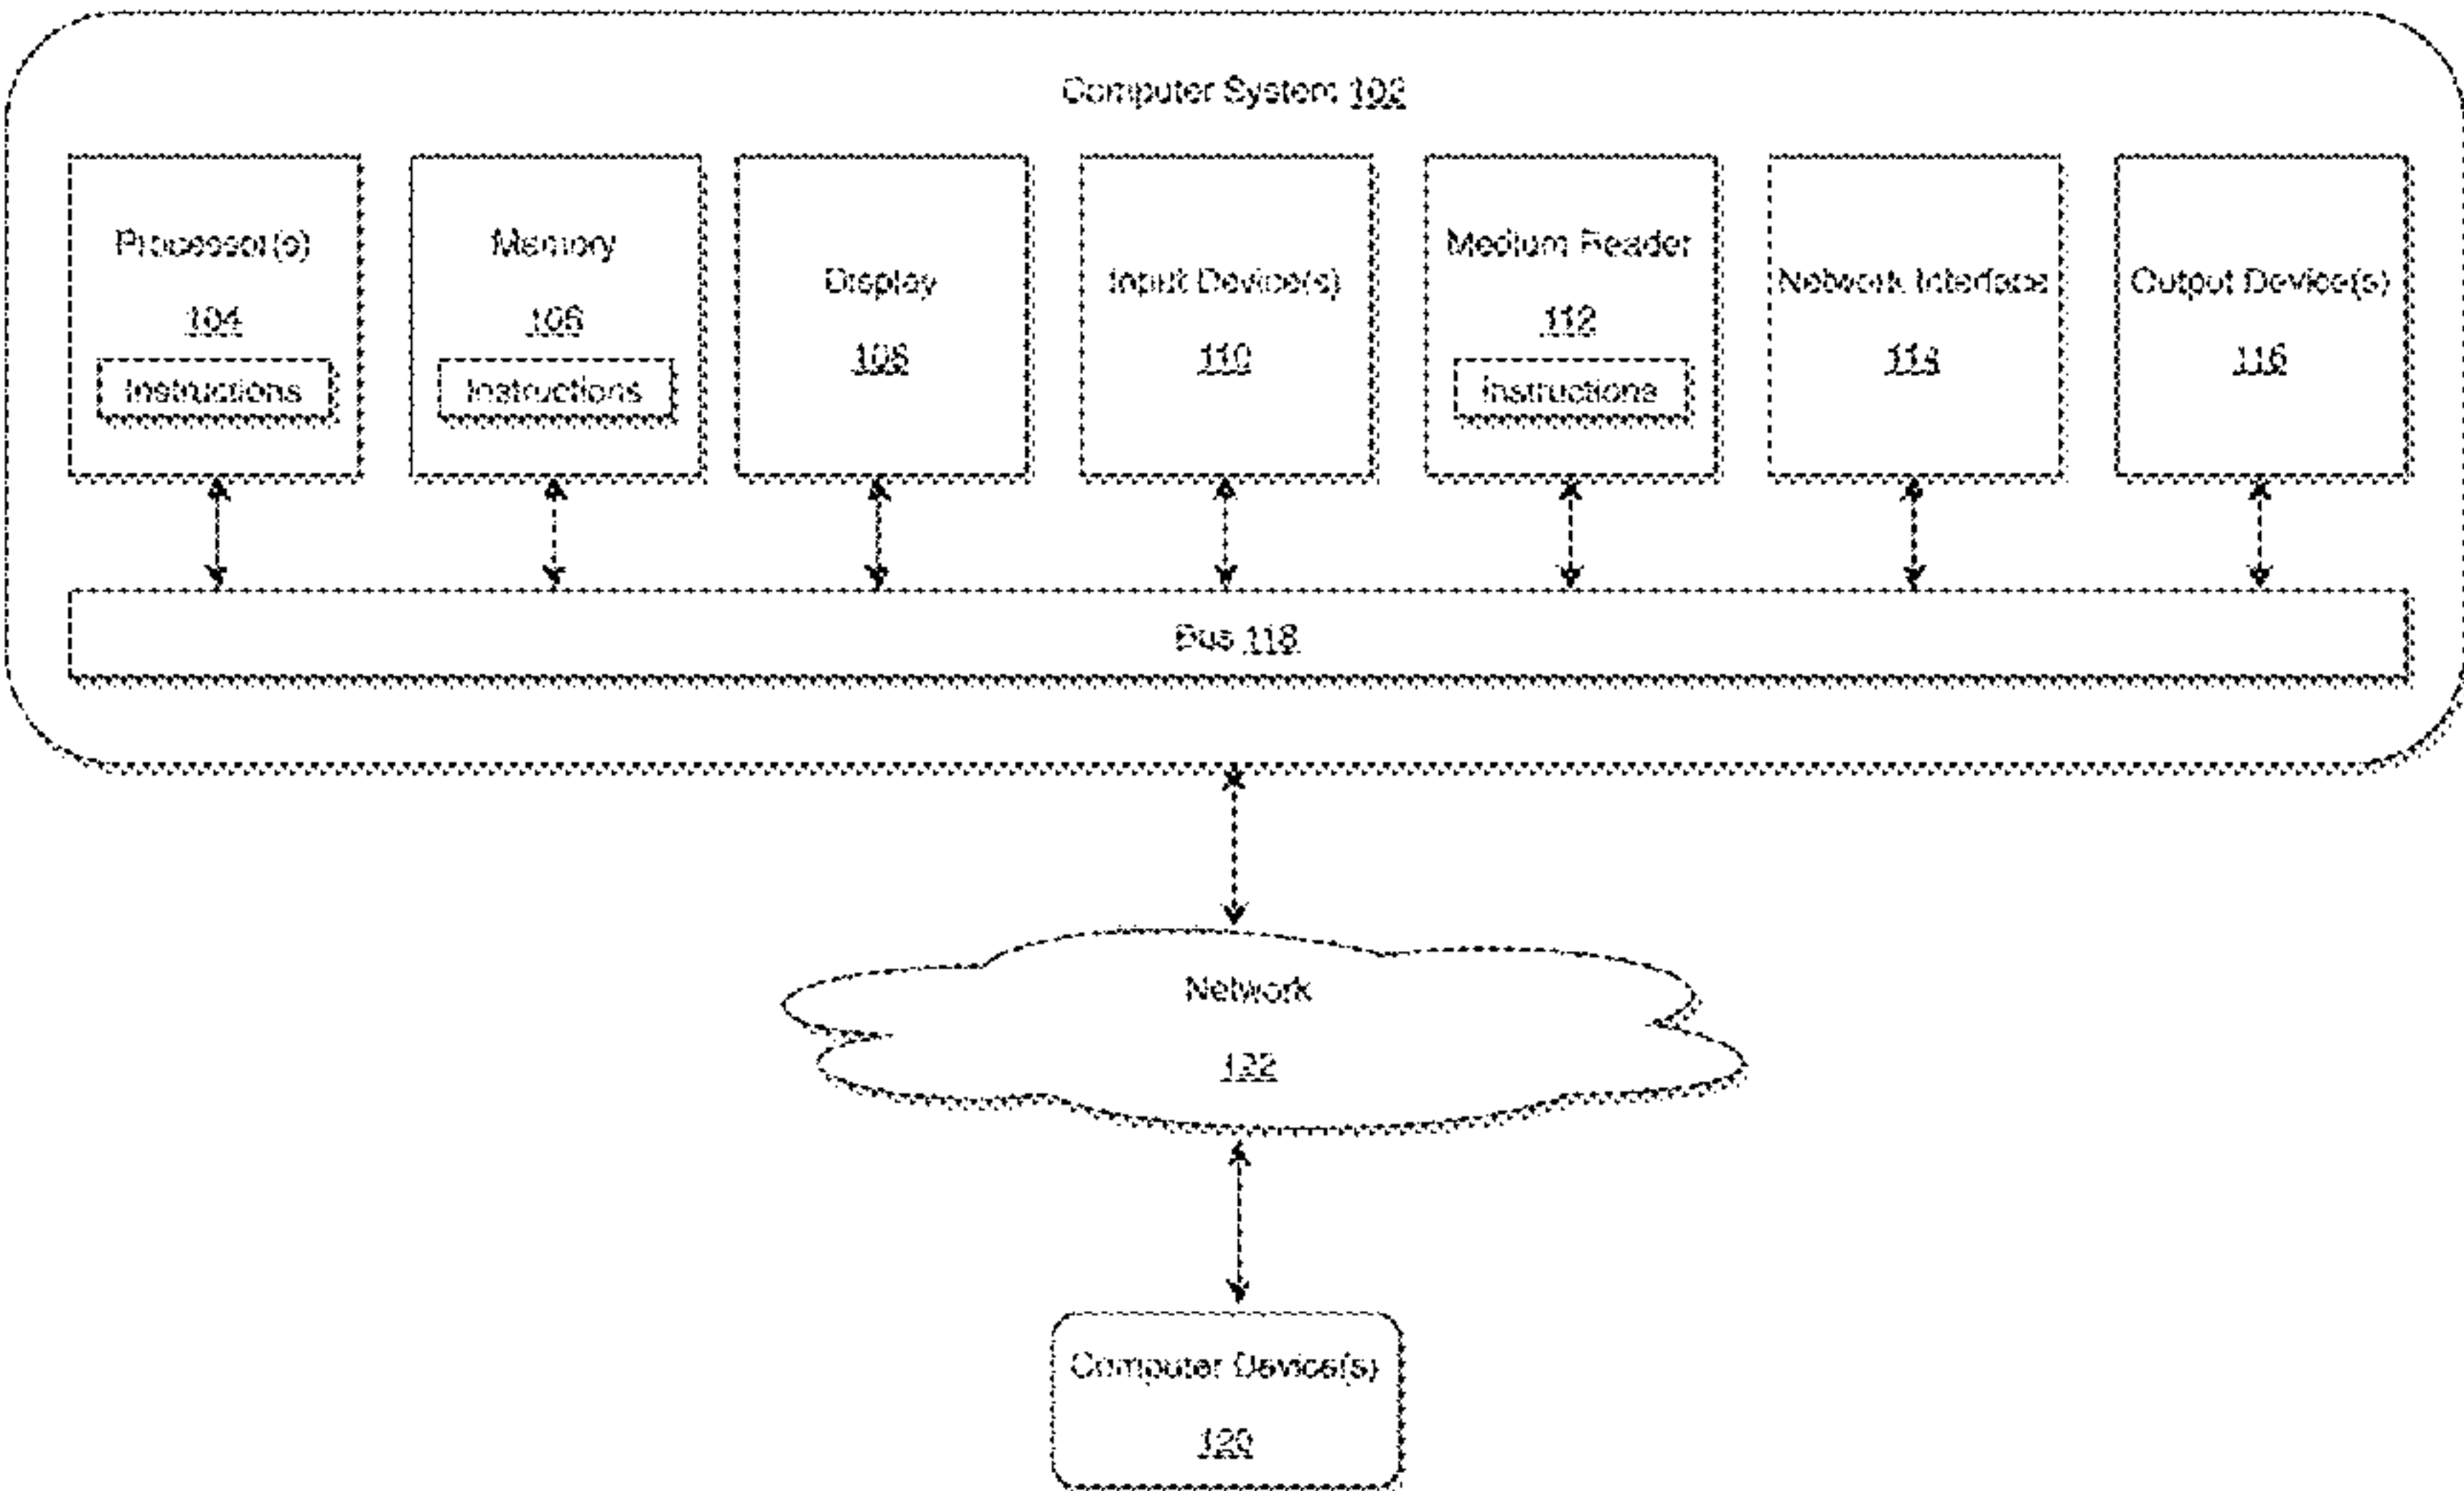 Computer System 102
Processor(s)
104
Instructions
Memory
106
Instructions
Display
108
Input Device(s)
110
Medium Reader
112
Instructions
Network Interface
114
Output Device(s)
116
Bus 118
Network
122
Computer Device(s)
120